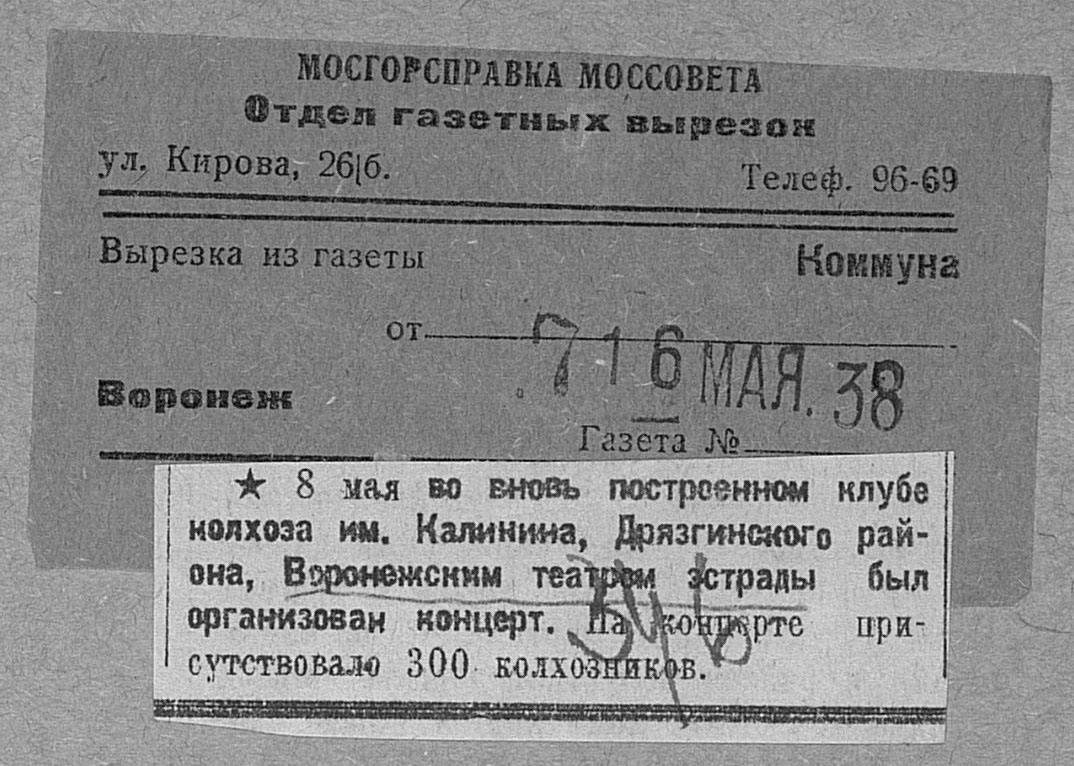 МОСГОРСПРАВКА МОССОВЕТА
Отдел газетных вырезок
ул. Кирова, 26|б.
Телеф. 96-69
Вырезка из газеты
Коммуна
от
16 МАЯ. 38
Воронеж
Газета №
★ 8 мая во вновь построенном клубе
колхоза им. Калинина, Дрязгинского рай-
она, Воронежским театром эстрады был
организован концерт. На концерте при-
сутствовало 300 колхозников.